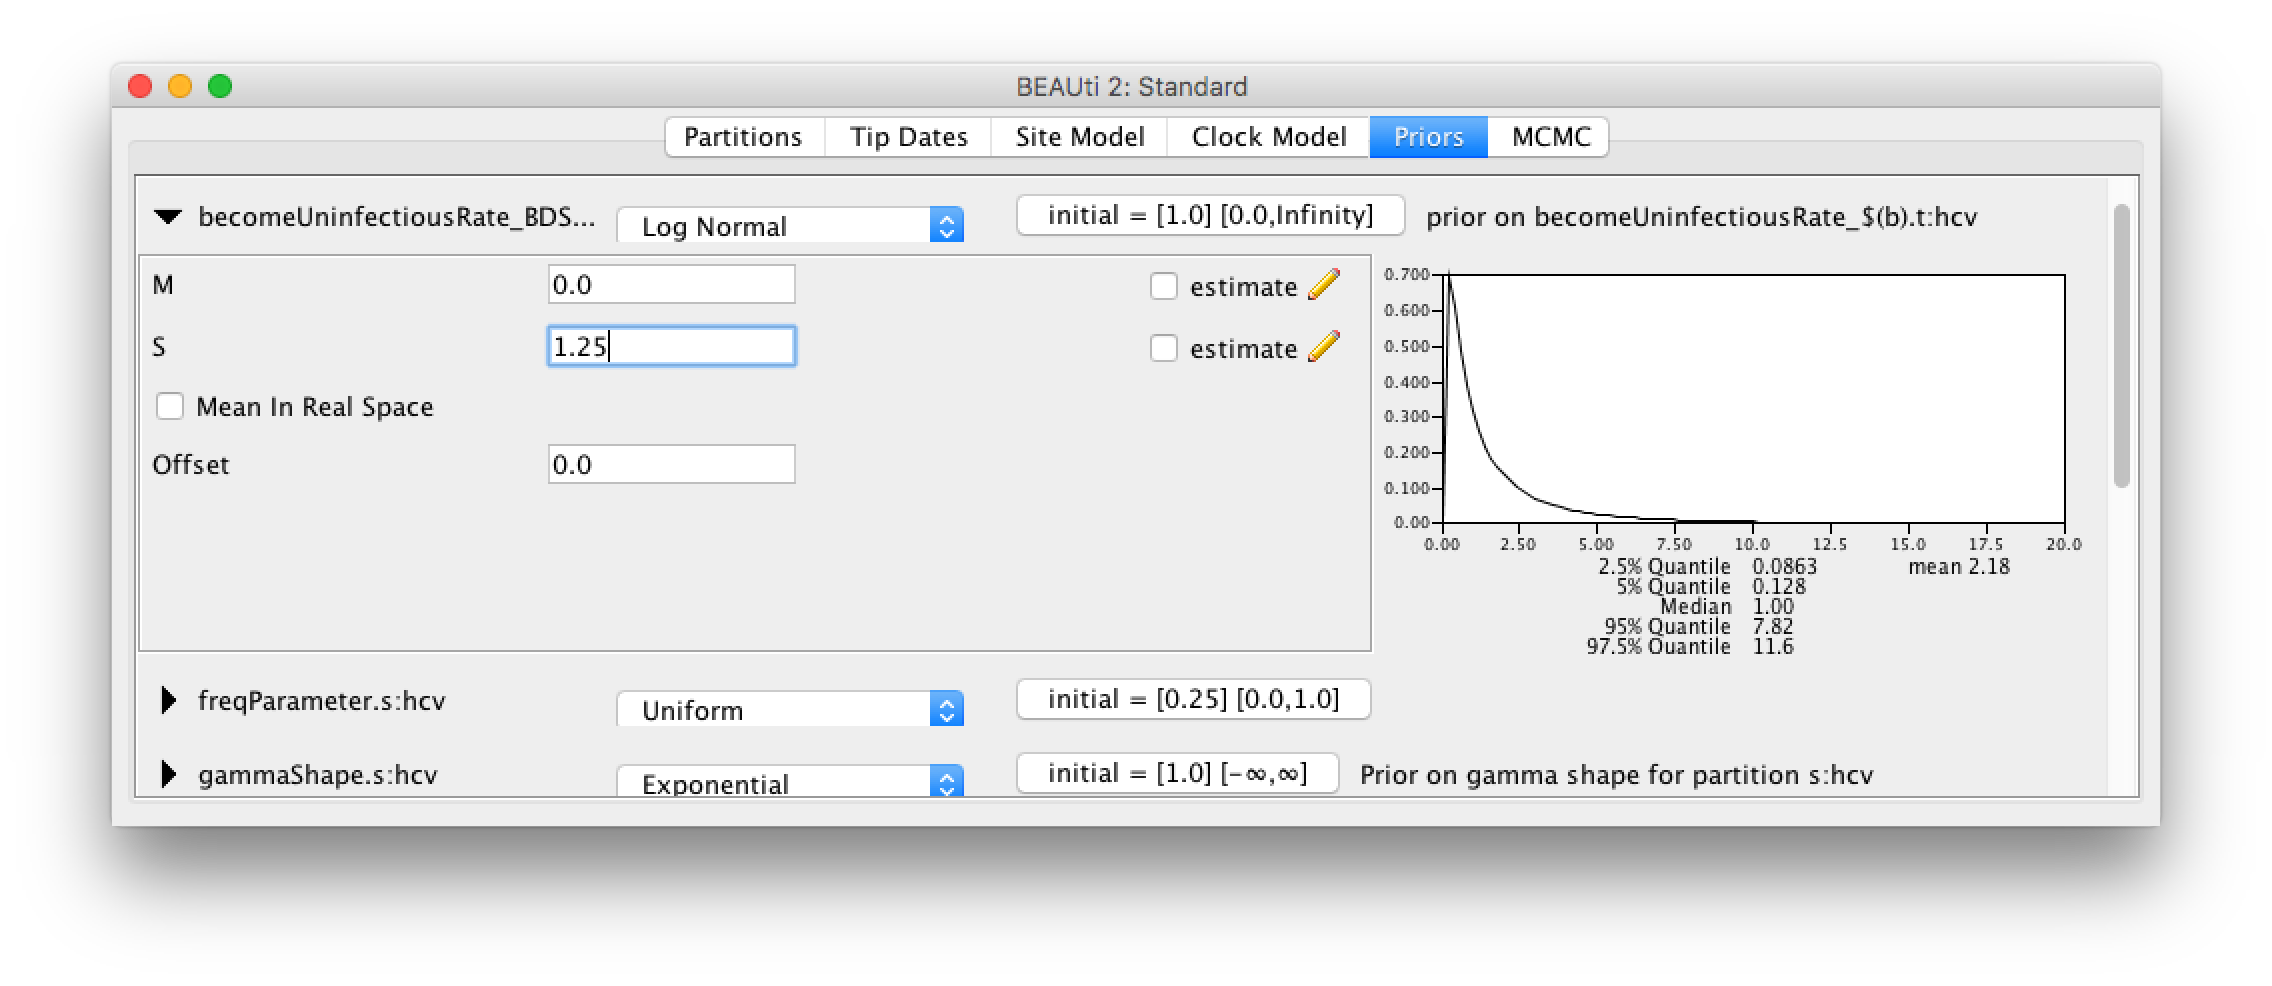 BEAUti 2: Standard
Partitions Tip Dates Site Model Clock Model Priors MCMC
becomeUninfectiousRate_BDS... Log Normal initial = [1.0] [0.0,Infinity] prior on becomeUninfectiousRate_$(b).t:hcv
M 0.0 estimate
S 1.25 estimate
Mean In Real Space
Offset 0.0
0.700
0.600
0.500
0.400
0.300
0.200
0.100
0.00
0.00 2.50 5.00 7.50 10.0 12.5 15.0 17.5 20.0
2.5% Quantile 0.0863 mean 2.18
5% Quantile 0.128
Median 1.00
95% Quantile 7.82
97.5% Quantile 11.6
freqParameter.s:hcv Uniform initial = [0.25] [0.0,1.0]
gammaShape.s:hcv Exponential initial = [1.0] [-∞,∞] Prior on gamma shape for partition s:hcv